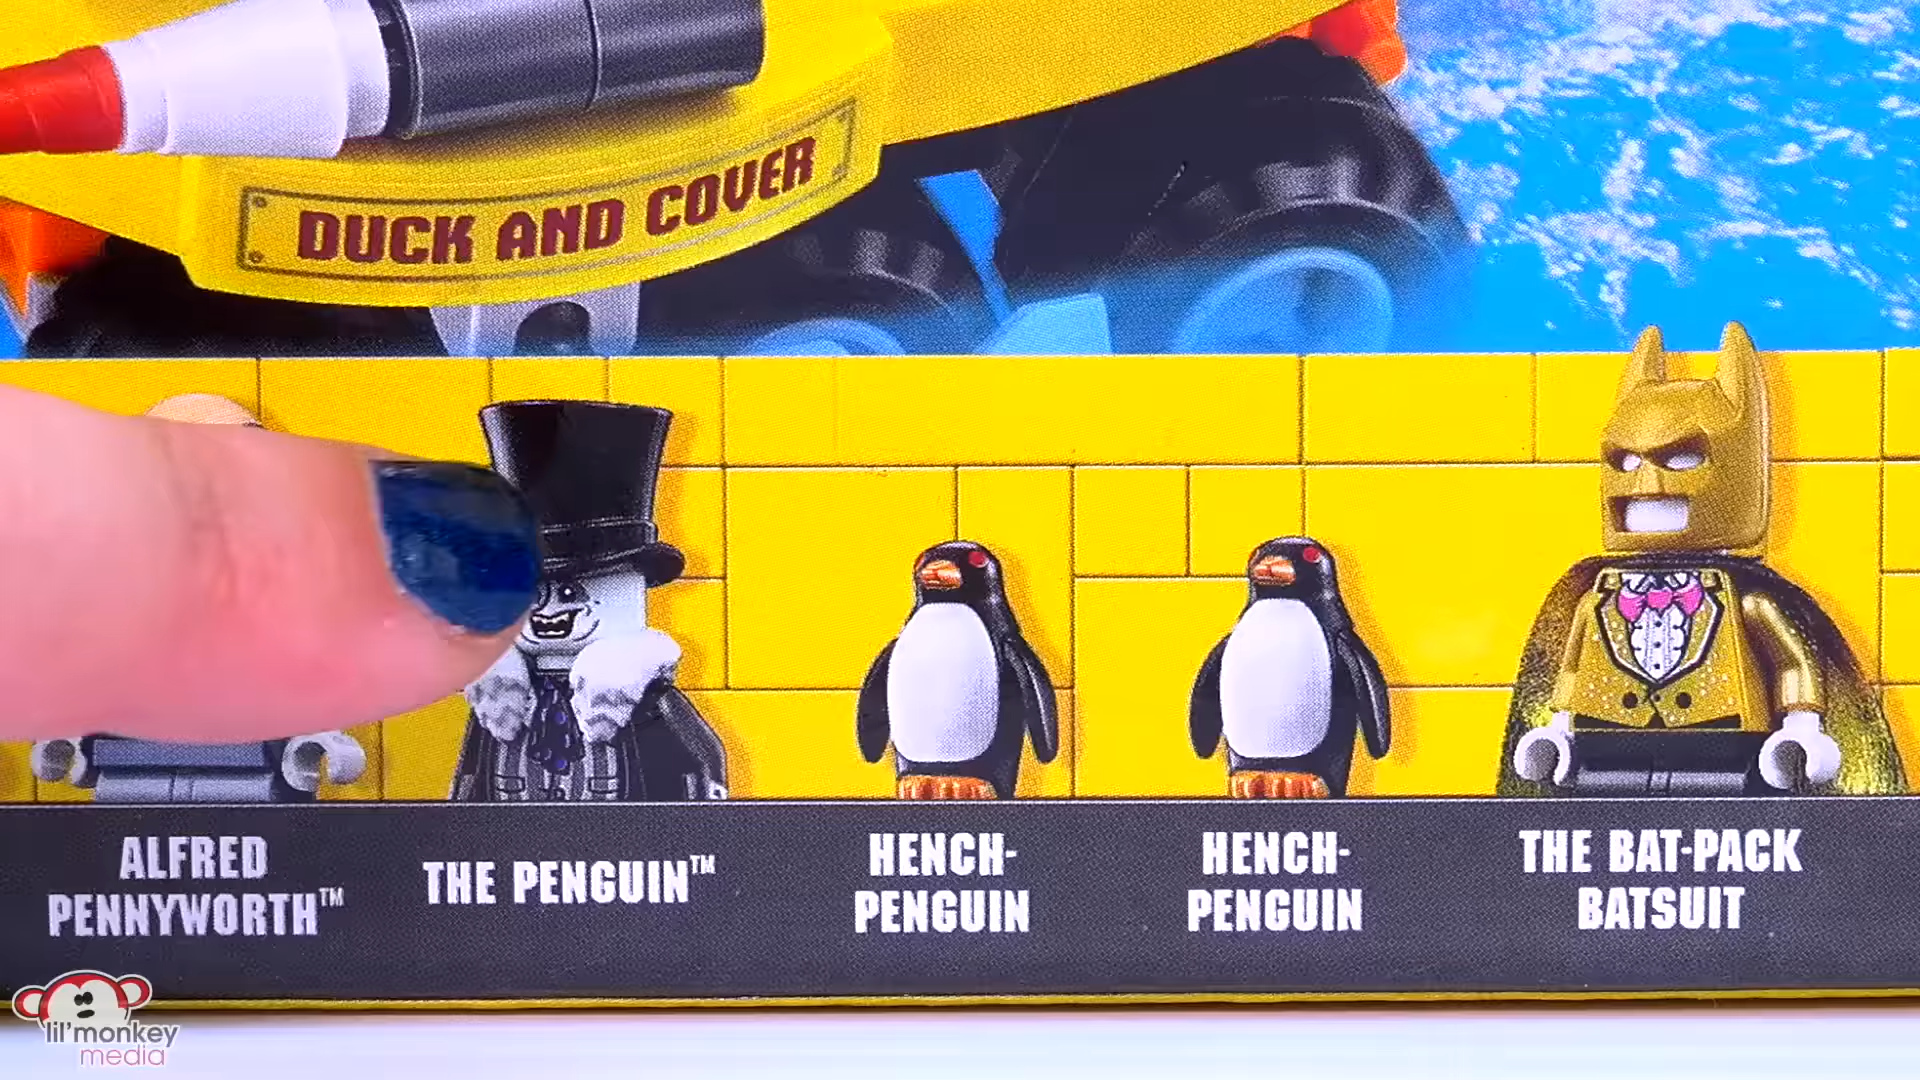 DUCK AND COVER
ALFRED
PENNYWORTH™
THE PENGUIN™
HENCH-
PENGUIN
HENCH-
PENGUIN
THE BAT-PACK
BATSUIT
lil'monkey
media